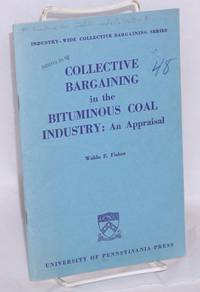 INDUSTRY-WIDE COLLECTIVE BARGAINING SERIES
COLLECTIVE
BARGAINING
in the
BITUMINOUS COAL
INDUSTRY: An Appraisal
48
Waldo E. Fisher
UNIVERSITY OF PENNSYLVANIA PRESS